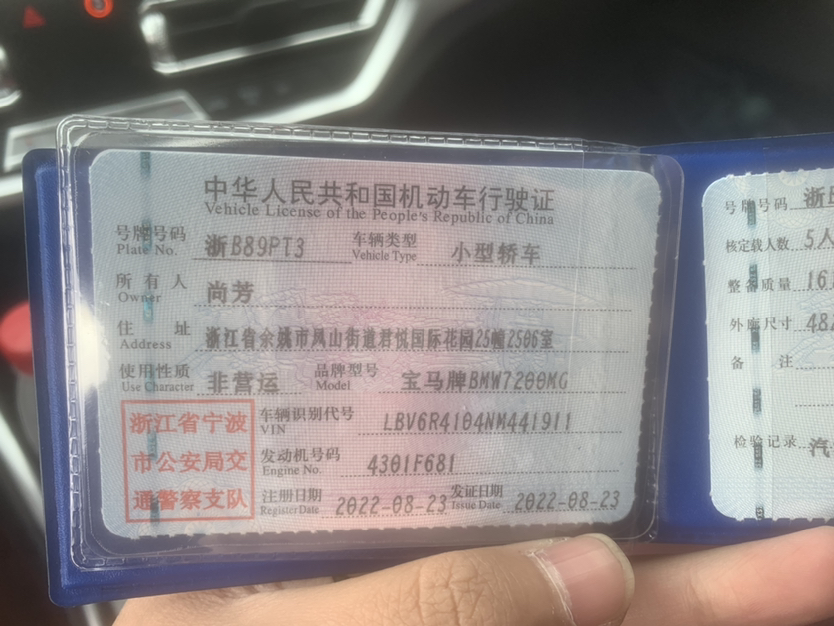 中华人民共和国机动车行驶证
Vehicle License of the People's Republic of China
号牌号码 浙B89PT3 车辆类型 小型轿车
Plate No. Vehicle Type
所有人 尚芳
Owner
住址 浙江省余姚市凤山街道君悦国际花园25幢2506室
Address
使用性质 非营运 品牌型号 宝马牌BMW7200MG
Use Character Model
浙江省宁波
市公安局交
通警察支队
车辆识别代号 LBV6R4104NM441911
VIN
发动机号码 4301F681
Engine No.
注册日期 2022-08-23 发证日期 2022-08-23
Register Date Issue Date
号牌号码 浙
核定载人数 5人
整备质量 16
外廓尺寸 48
备注
检验记录 汽